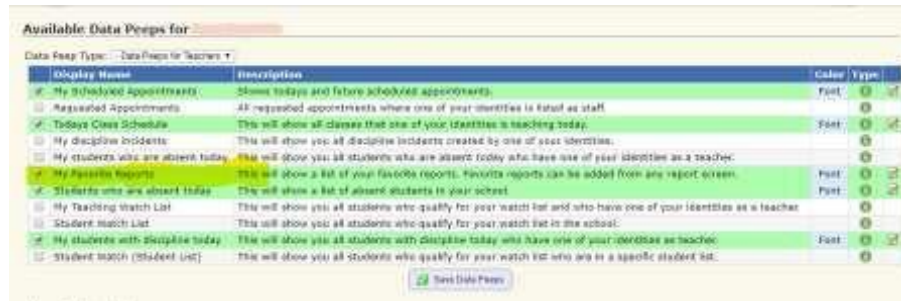 Available Data Peeps for
Data Peep Type: Data Peeps for Teachers
Display Name Description Color Type
My Scheduled Appointments Shows todays and future scheduled appointments. Font
Requested Appointments All requested appointments where one of your identities is listed as staff.
Todays Class Schedule This will show all classes that one of your identities is teaching today. Font
My discipline incidents This will show you all discipline incidents created by one of your identities.
My students who are absent today This will show you all students who are absent today who have one of your identities as a teacher.
My Favorite Reports This will show a list of your favorite reports. Favorite reports can be added from any report screen. Font
Students who are absent today This will show a list of absent students in your school. Font
My Teaching Watch List This will show you all students who qualify for your watch list and who have one of your identities as a teacher.
Student Watch List This will show you all students who qualify for your watch list in the school.
My students with discipline today This will show you all students with discipline today who have one of your identities as teacher. Font
Student Watch (Student List) This will show you all students who qualify for your watch list who are in a specific student list.
Save Data Peeps